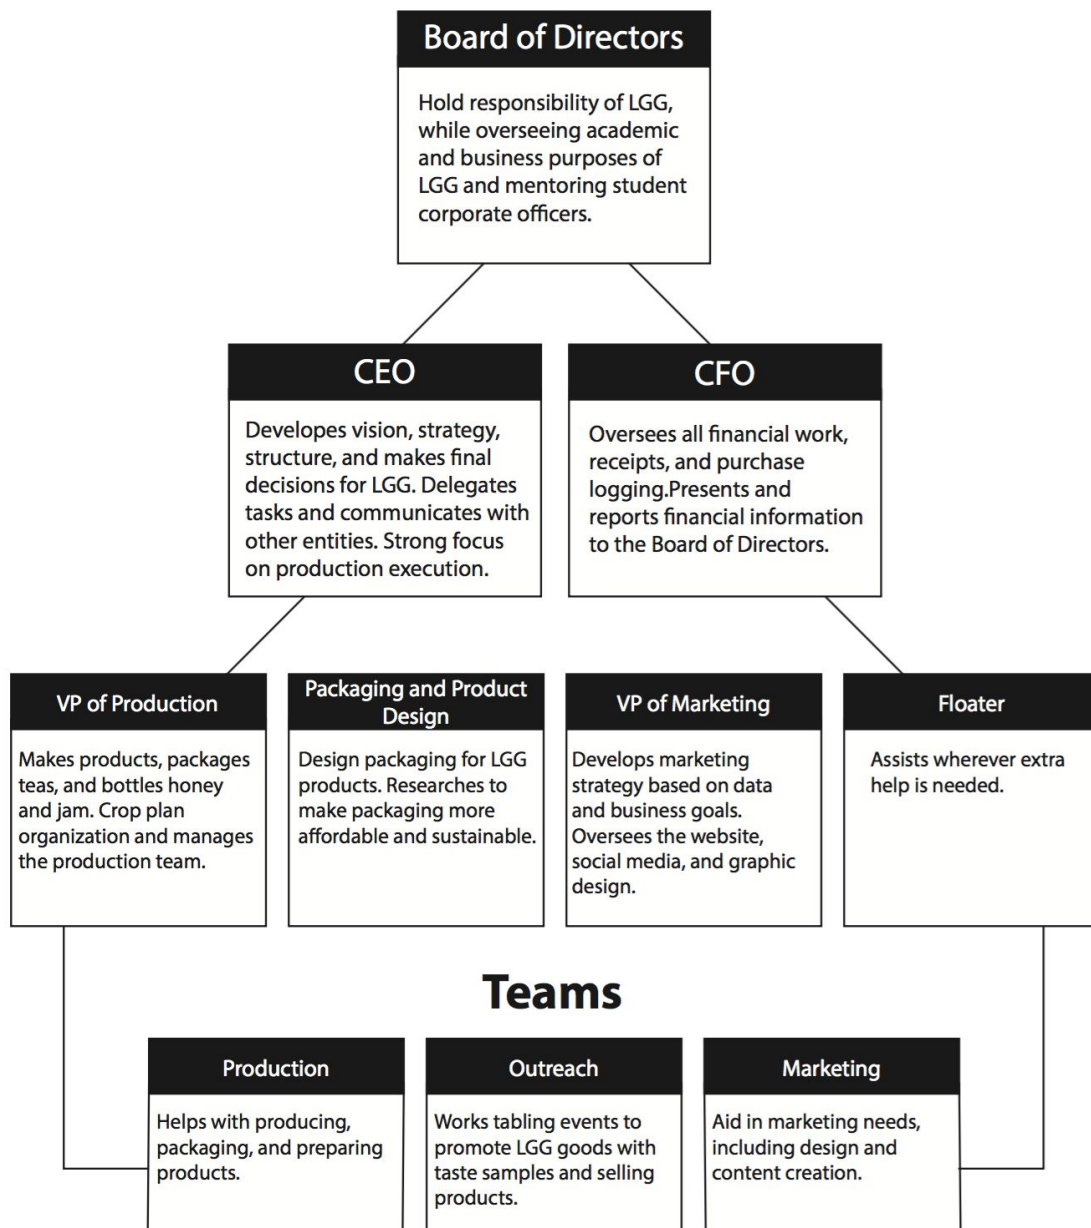 Board of Directors
Hold responsibility of LGG,
while overseeing academic
and business purposes of
LGG and mentoring student
corporate officers.
CEO
Developes vision, strategy,
structure, and makes final
decisions for LGG. Delegates
tasks and communicates with
other entities. Strong focus
on production execution.
CFO
Oversees all financial work,
receipts, and purchase
logging.Presents and
reports financial information
to the Board of Directors.
VP of Production
Makes products, packages
teas, and bottles honey
and jam. Crop plan
organization and manages
the production team.
Packaging and Product
Design
Design packaging for LGG
products. Researches to
make packaging more
affordable and sustainable.
VP of Marketing
Develops marketing
strategy based on data
and business goals.
Oversees the website,
social media, and graphic
design.
Floater
Assists wherever extra
help is needed.
Teams
Production
Helps with producing,
packaging, and preparing
products.
Outreach
Works tabling events to
promote LGG goods with
taste samples and selling
products.
Marketing
Aid in marketing needs,
including design and
content creation.